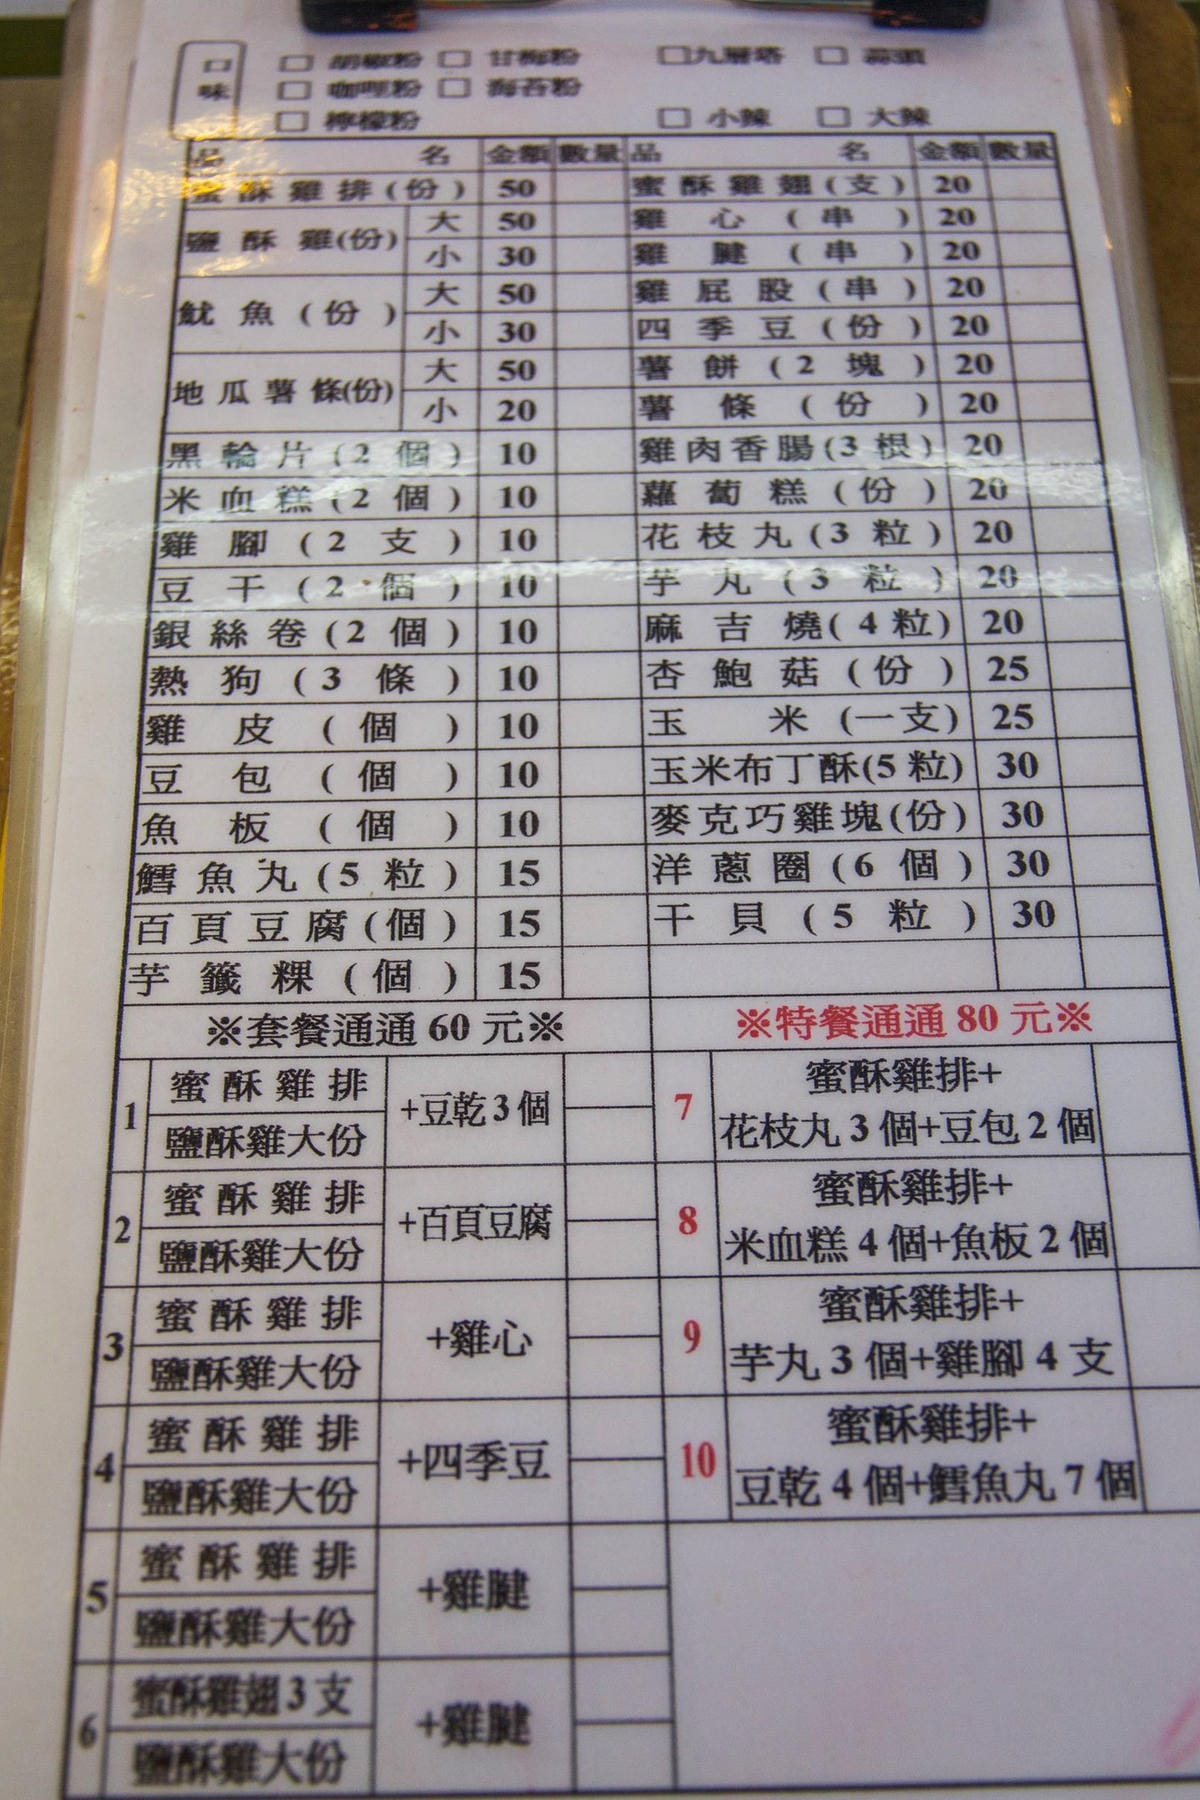 口味 □ 胡椒粉 □ 甘梅粉 □九層塔 □ 蒜頭
□ 咖哩粉 □ 海苔粉
□ 檸檬粉 □ 小辣 □ 大辣
品名 金額 數量 品名 金額 數量
蜜酥雞排(份) 50 蜜酥雞翅(支) 20
鹽酥雞(份) 大 50 雞心(串) 20
小 30 雞腱(串) 20
魷魚(份) 大 50 雞屁股(串) 20
小 30 四季豆(份) 20
地瓜薯條(份) 大 50 薯餅(2塊) 20
小 20 薯條(份) 20
黑輪片(2個) 10 雞肉香腸(3根) 20
米血糕(2個) 10 蘿蔔糕(份) 20
雞腳(2支) 10 花枝丸(3粒) 20
豆干(2個) 10 芋丸(3粒) 20
銀絲卷(2個) 10 麻吉燒(4粒) 20
熱狗(3條) 10 杏鮑菇(份) 25
雞皮(個) 10 玉米(一支) 25
豆包(個) 10 玉米布丁酥(5粒) 30
魚板(個) 10 麥克巧雞塊(份) 30
鱈魚丸(5粒) 15 洋蔥圈(6個) 30
百頁豆腐(個) 15 干貝(5粒) 30
芋籤粿(個) 15
※套餐通通60元※ ※特餐通通80元※
1 蜜酥雞排 +豆乾3個 7 蜜酥雞排+
鹽酥雞大份 花枝丸3個+豆包2個
2 蜜酥雞排 +百頁豆腐 8 蜜酥雞排+
鹽酥雞大份 米血糕4個+魚板2個
3 蜜酥雞排 +雞心 9 蜜酥雞排+
鹽酥雞大份 芋丸3個+雞腳4支
4 蜜酥雞排 +四季豆 10 蜜酥雞排+
鹽酥雞大份 豆乾4個+鱈魚丸7個
5 蜜酥雞排 +雞腱
鹽酥雞大份
6 蜜酥雞翅3支 +雞腱
鹽酥雞大份